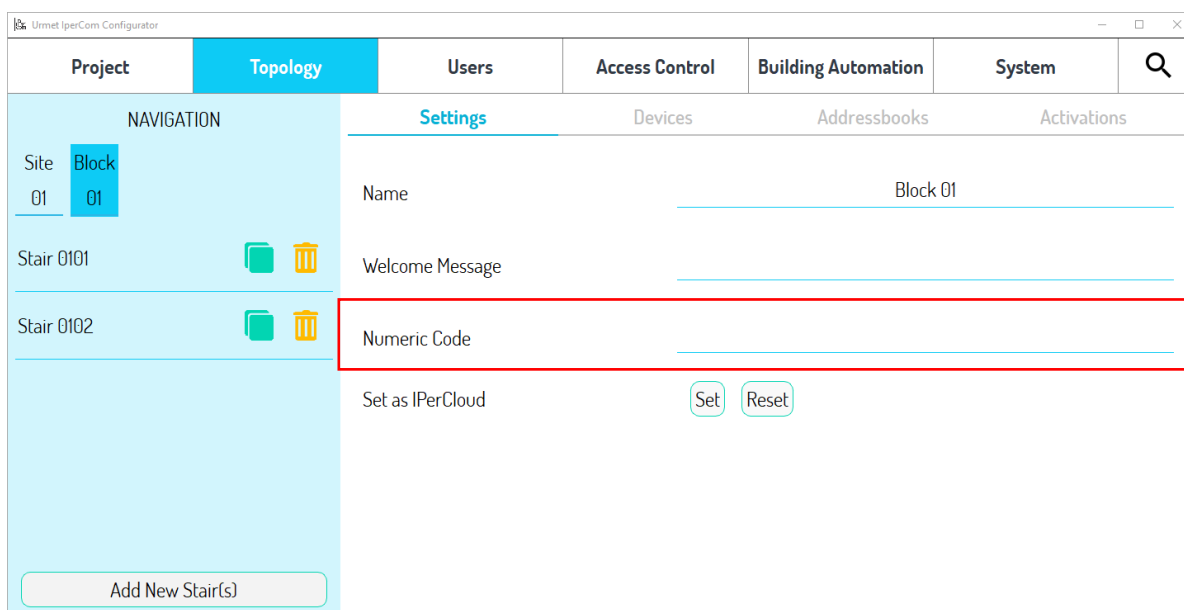 Urmet IperCom Configurator
Project Topology Users Access Control Building Automation System
NAVIGATION
Settings Devices Addressbooks Activations
Site Block
01 01
Name Block 01
Stair 0101
Welcome Message
Stair 0102
Numeric Code
Set as IPerCloud Set Reset
Add New Stair(s)